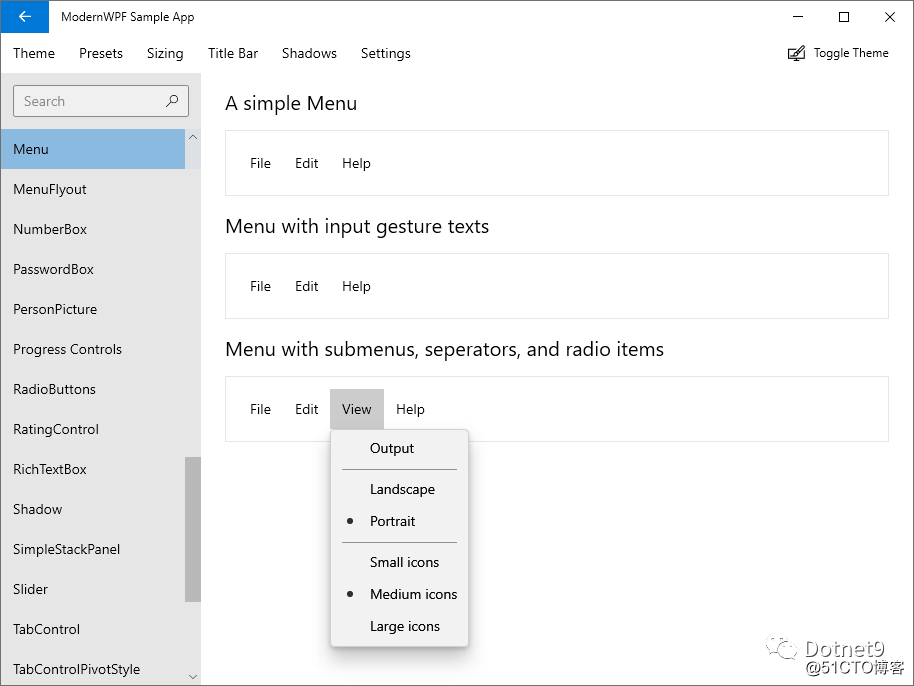 ModernWPF Sample App
Theme Presets Sizing Title Bar Shadows Settings Toggle Theme
Search
Menu
MenuFlyout
NumberBox
PasswordBox
PersonPicture
Progress Controls
RadioButtons
RatingControl
RichTextBox
Shadow
SimpleStackPanel
Slider
TabControl
TabControlPivotStyle
A simple Menu
File Edit Help
Menu with input gesture texts
File Edit Help
Menu with submenus, seperators, and radio items
File Edit View Help
Output
Landscape
Portrait
Small icons
Medium icons
Large icons
Dotnet9
@51CTO博客